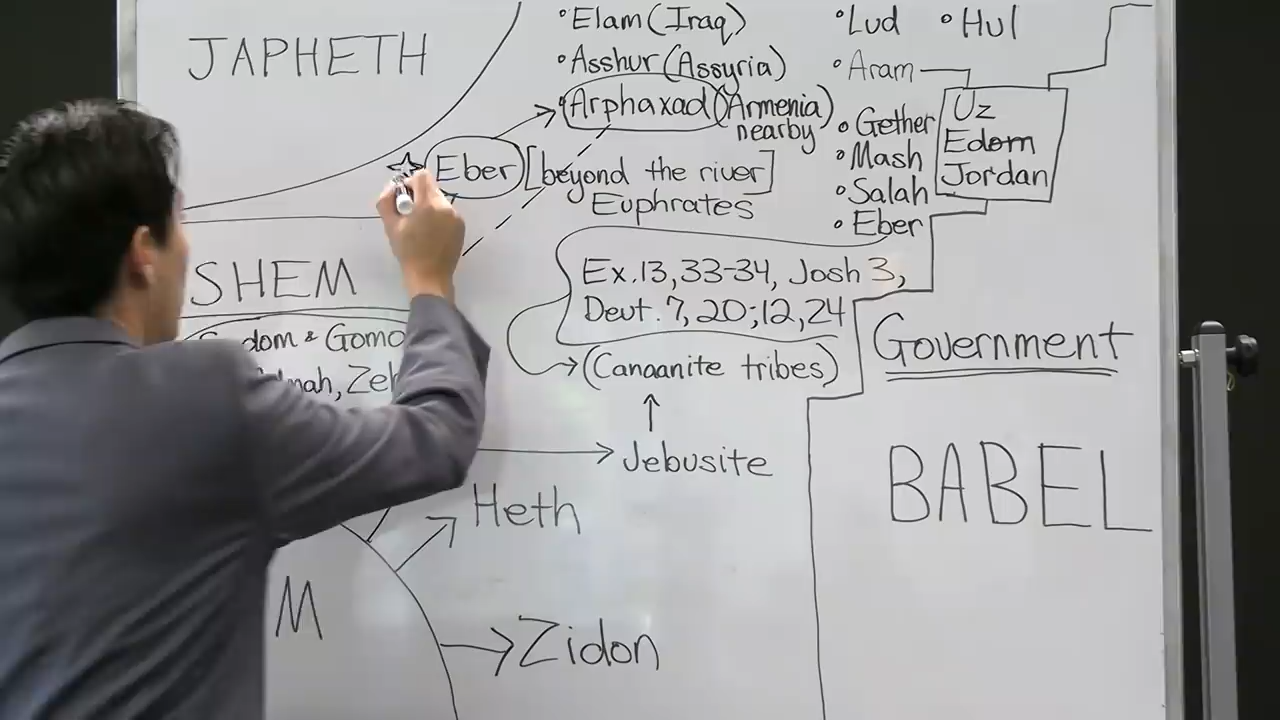 JAPHETH
• Elam (Iraq)
• Asshur (Assyria)
• Arphaxad (Armenia)
nearby
Eber [beyond the river]
Euphrates
• Lud • Hul
• Aram
• Gether
• Mash
• Salah
• Eber
Uz
Edom
Jordan
SHEM
Ex. 13, 33-34, Josh 3,
Deut. 7, 20; 12, 24
(Canaanite tribes)
Jebusite
Heth
Zidon
M
Government
BABEL